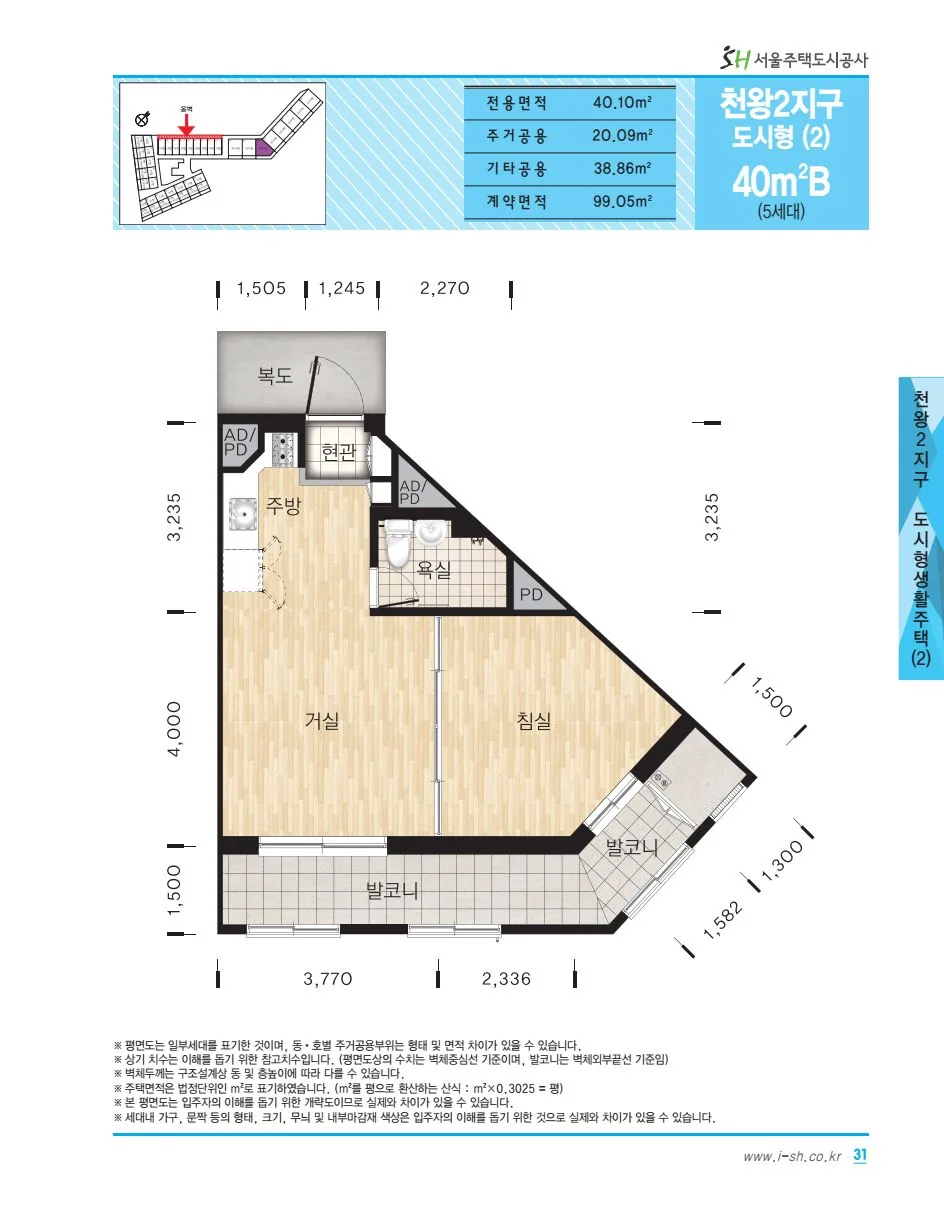 SH 서울주택도시공사
옹벽
전용면적 40.10m²
주거공용 20.09m²
기타공용 38.86m²
계약면적 99.05m²
천왕2지구
도시형 (2)
40m²B
(5세대)
1,505 1,245 2,270
복도
AD/
PD
현관
주방
AD/
PD
3,235
3,235
욕실
PD
거실
침실
4,000
1,500
발코니
발코니
1,500
1,300
1,582
3,770 2,336
천왕2지구 도시형생활주택(2)
※ 평면도는 일부세대를 표기한 것이며, 동·호별 주거공용부위는 형태 및 면적 차이가 있을 수 있습니다.
※ 상기 치수는 이해를 돕기 위한 참고치수입니다. (평면도상의 수치는 벽체중심선 기준이며, 발코니는 벽체외부끝선 기준임)
※ 벽체두께는 구조설계상 동 및 층높이에 따라 다를 수 있습니다.
※ 주택면적은 법정단위인 m²로 표기하였습니다. (m²를 평으로 환산하는 산식 : m²×0.3025 = 평)
※ 본 평면도는 입주자의 이해를 돕기 위한 개략도이므로 실제와 차이가 있을 수 있습니다.
※ 세대내 가구, 문짝 등의 형태, 크기, 무늬 및 내부마감재 색상은 입주자의 이해를 돕기 위한 것으로 실제와 차이가 있을 수 있습니다.
www.i-sh.co.kr 31